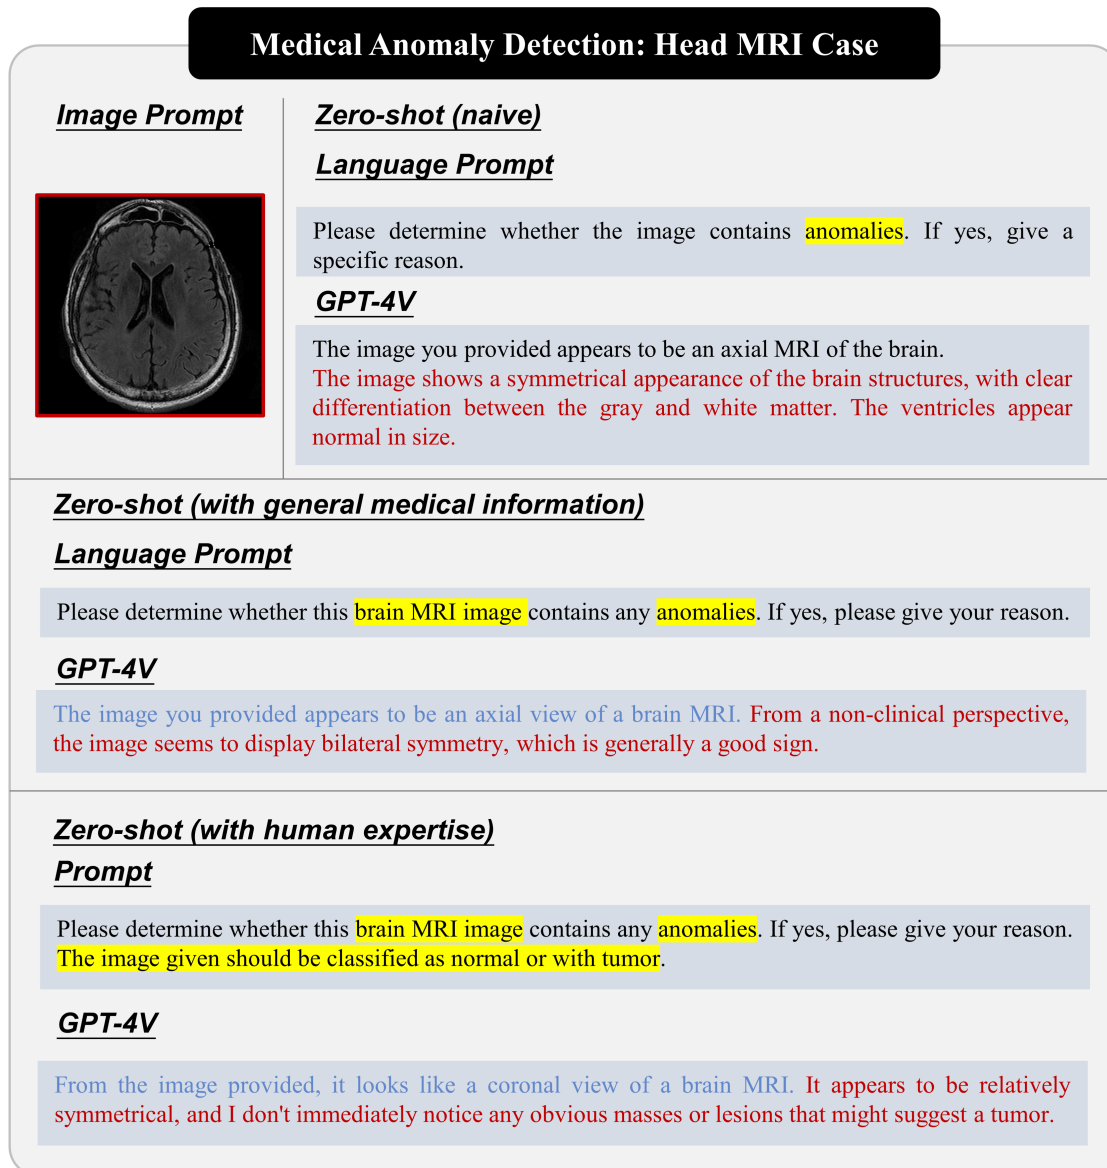 Medical Anomaly Detection: Head MRI Case
Image Prompt
Zero-shot (naive)
Language Prompt
Please determine whether the image contains anomalies. If yes, give a
specific reason.
GPT-4V
The image you provided appears to be an axial MRI of the brain.
The image shows a symmetrical appearance of the brain structures, with clear
differentiation between the gray and white matter. The ventricles appear
normal in size.
Zero-shot (with general medical information)
Language Prompt
Please determine whether this brain MRI image contains any anomalies. If yes, please give your reason.
GPT-4V
The image you provided appears to be an axial view of a brain MRI. From a non-clinical perspective,
the image seems to display bilateral symmetry, which is generally a good sign.
Zero-shot (with human expertise)
Prompt
Please determine whether this brain MRI image contains any anomalies. If yes, please give your reason.
The image given should be classified as normal or with tumor.
GPT-4V
From the image provided, it looks like a coronal view of a brain MRI. It appears to be relatively
symmetrical, and I don't immediately notice any obvious masses or lesions that might suggest a tumor.